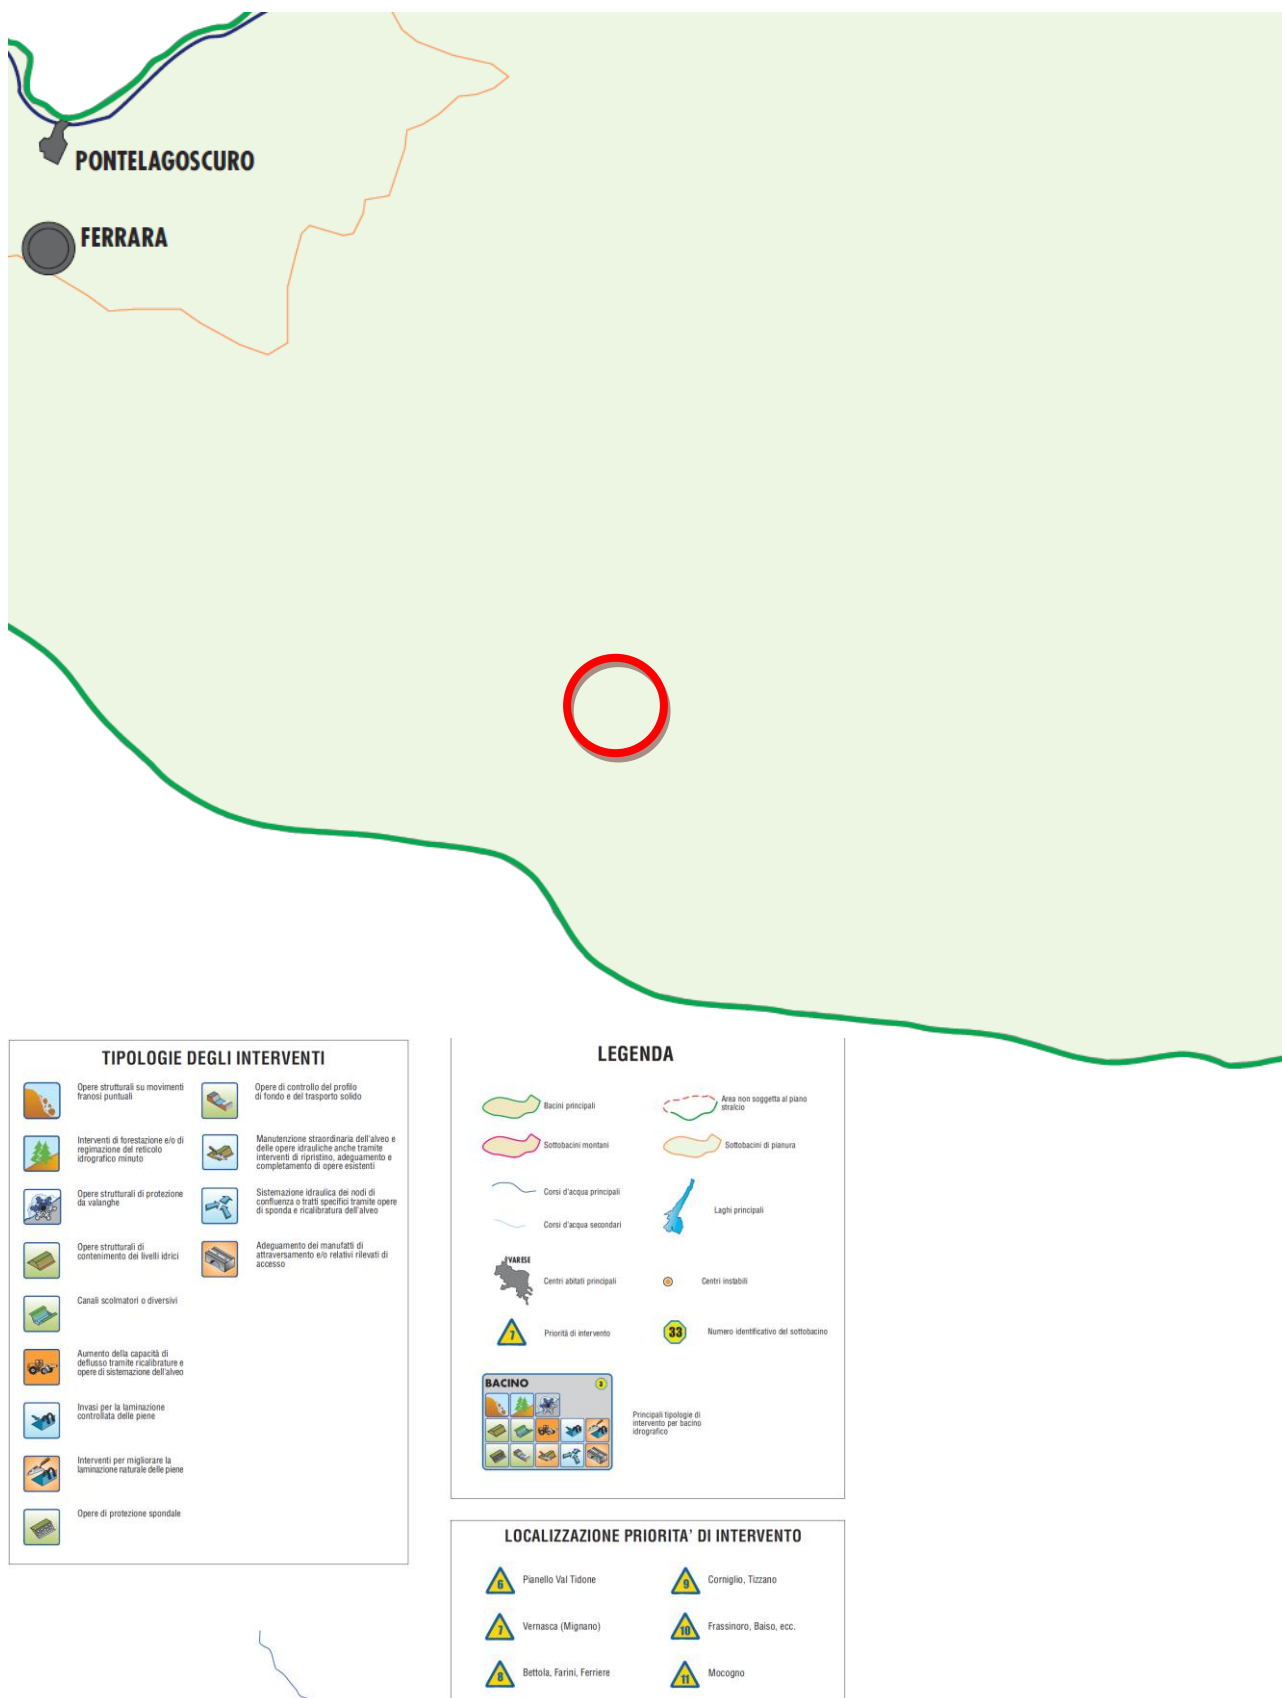 PONTELAGOSCURO
FERRARA
TIPOLOGIE DEGLI INTERVENTI
Opere strutturali su movimenti
franosi puntuali
Interventi di forestazione e/o di
regimazione del reticolo
idrografico minuto
Opere strutturali di protezione
da valanghe
Opere strutturali di
contenimento dei livelli idrici
Canali scolmatori o diversivi
Aumento della capacità di
deflusso tramite ricalibrature e
opere di sistemazione dell'alveo
Invasi per la laminazione
controllata delle piene
Interventi per migliorare la
laminazione naturale delle piene
Opere di protezione spondale
Opere di controllo del profilo
di fondo e del trasporto solido
Manutenzione straordinaria dell'alveo e
delle opere idrauliche anche tramite
interventi di ripristino, adeguamento e
completamento di opere esistenti
Sistemazione idraulica dei nodi di
confluenza o tratti specifici tramite opere
di sponda e ricalibratura dell'alveo
Adeguamento dei manufatti di
attraversamento e/o relativi rilevati di
accesso
LEGENDA
Bacini principali
Area non soggetta al piano
stralcio
Sottobacini montani
Sottobacini di pianura
Corsi d'acqua principali
Corsi d'acqua secondari
Laghi principali
VARESE
Centri abitati principali
Centri instabili
7
Priorità di intervento
33
Numero identificativo del sottobacino
BACINO
3
Principali tipologie di
intervento per bacino
idrografico
LOCALIZZAZIONE PRIORITA' DI INTERVENTO
6
Pianello Val Tidone
9
Corniglio, Tizzano
7
Vernasca (Mignano)
10
Frassinoro, Baiso, ecc.
8
Bettola, Farini, Ferriere
11
Mocogno